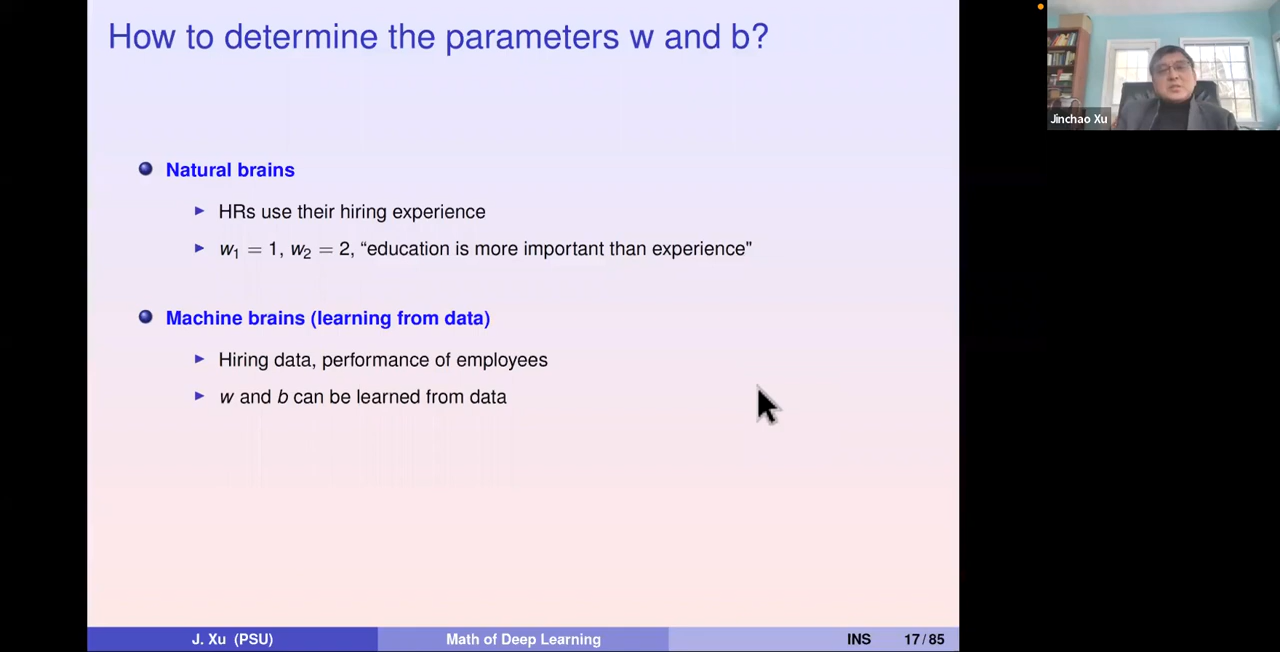 How to determine the parameters w and b?
Jinchao Xu
Natural brains
HRs use their hiring experience
w₁ = 1, w₂ = 2, “education is more important than experience"
Machine brains (learning from data)
Hiring data, performance of employees
w and b can be learned from data
J. Xu (PSU) Math of Deep Learning INS 17 / 85